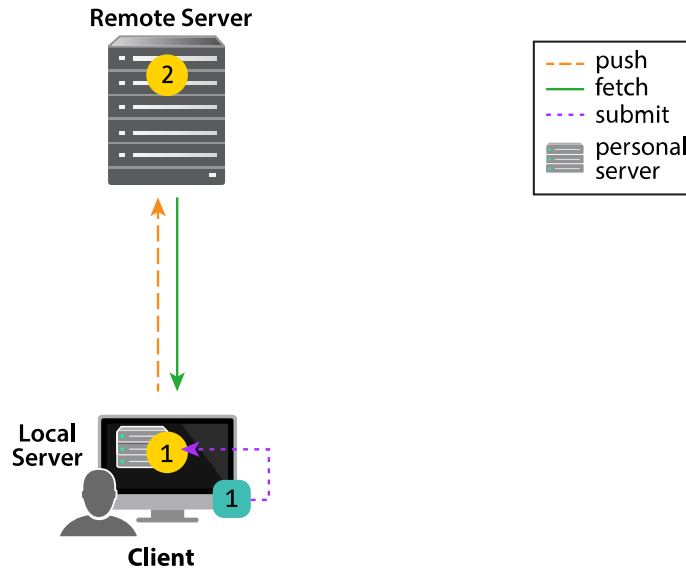 Remote Server
2
push
fetch
submit
personal
server
Local
Server
1
1
Client